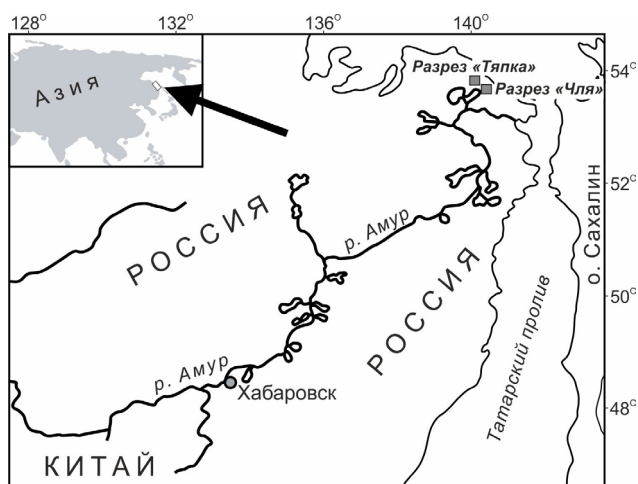 128° 132° 136° 140°
Азия
54°
Разрез «Тяпка»
Разрез «Чля»
52°
РОССИЯ
р. Амур
о. Сахалин
РОССИЯ
50°
Татарский пролив
р. Амур
Хабаровск
48°
КИТАЙ